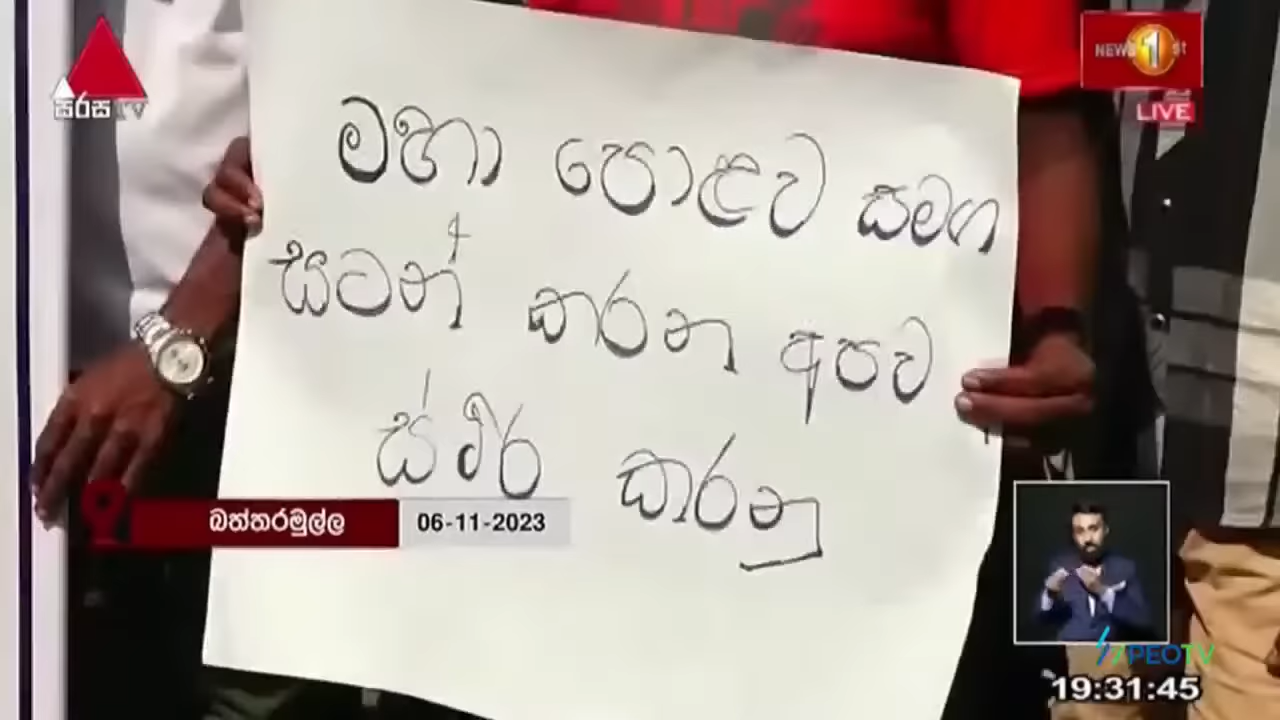 සිරස TV
NEWS 1st
LIVE
මහා පොළව සමග
සටන් කරන අපව
ස්ථිර කරනු
බත්තරමුල්ල
06-11-2023
PEOTV
19:31:45